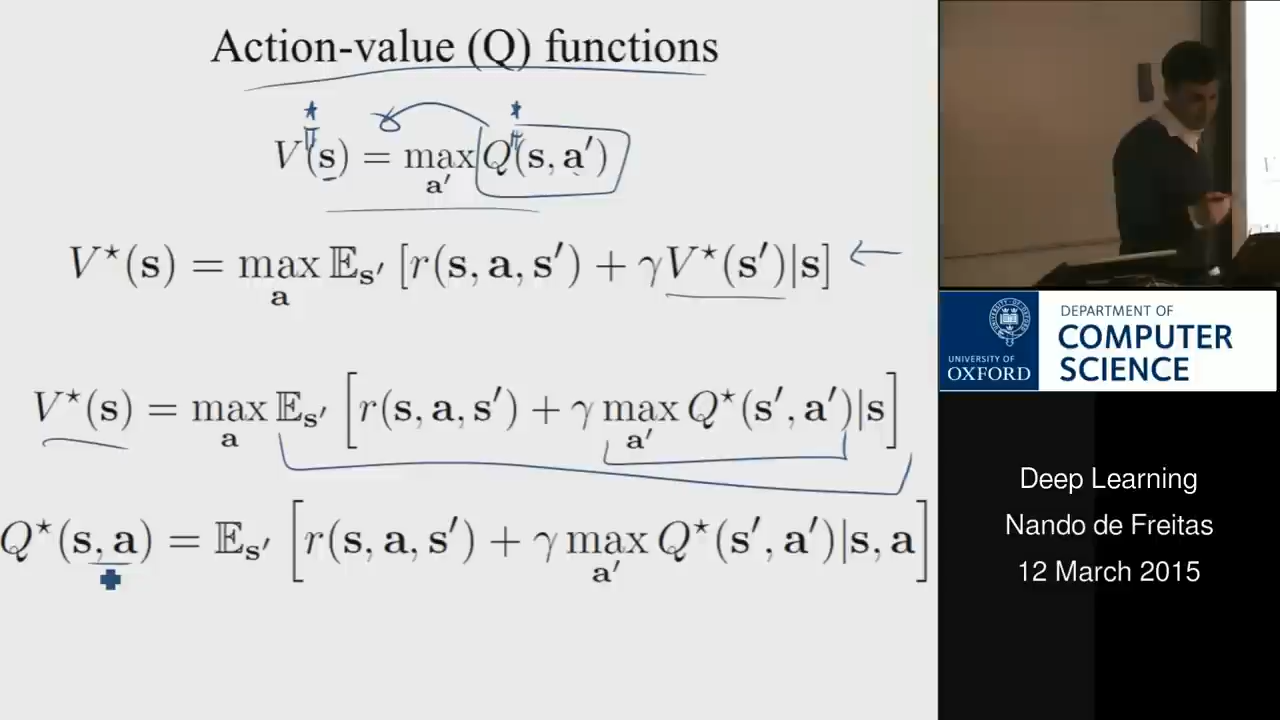 Action-value (Q) functions
V^π*(s) = max_{a′} Q^π*(s, a′)
V⋆(s) = max_a 𝔼_{s′} [r(s, a, s′) + γV⋆(s′)|s] ←
V⋆(s) = max_a 𝔼_{s′} [r(s, a, s′) + γ max_{a′} Q⋆(s′, a′)|s]
Q⋆(s, a) = 𝔼_{s′} [r(s, a, s′) + γ max_{a′} Q⋆(s′, a′)|s, a]
UNIVERSITY OF
OXFORD
DEPARTMENT OF
COMPUTER
SCIENCE
Deep Learning
Nando de Freitas
12 March 2015